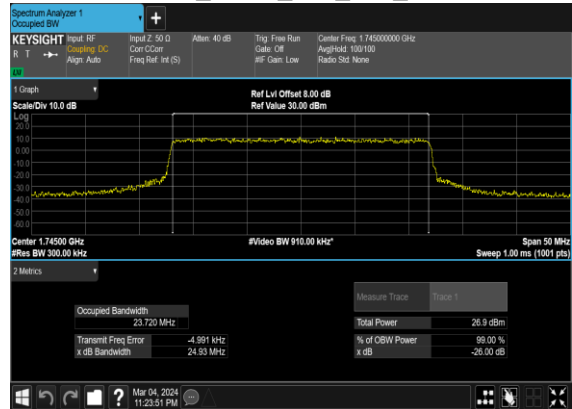 Spectrum Analyzer 1
Occupied BW
+
KEYSIGHT Input: RF Input Z: 50 Ω Atten: 40 dB Trig: Free Run Center Freq: 1.745000000 GHz
R T Coupling: DC Corr CCorr Gate: Off Avg|Hold: 100/100
Align: Auto Freq Ref: Int (S) #IF Gain: Low Radio Std: None
LW
1 Graph
Ref Lvl Offset 8.00 dB
Scale/Div 10.0 dB Ref Value 30.00 dBm
Log
20.0
10.0
0.00
-10.0
-20.0
-30.0
-40.0
-50.0
-60.0
Center 1.74500 GHz #Video BW 910.00 kHz* Span 50 MHz
#Res BW 300.00 kHz Sweep 1.00 ms (1001 pts)
2 Metrics
Measure Trace Trace 1
Occupied Bandwidth
23.720 MHz Total Power 26.9 dBm
Transmit Freq Error -4.991 kHz % of OBW Power 99.00 %
x dB Bandwidth 24.93 MHz x dB -26.00 dB
? Mar 04, 2024
11:23:51 PM